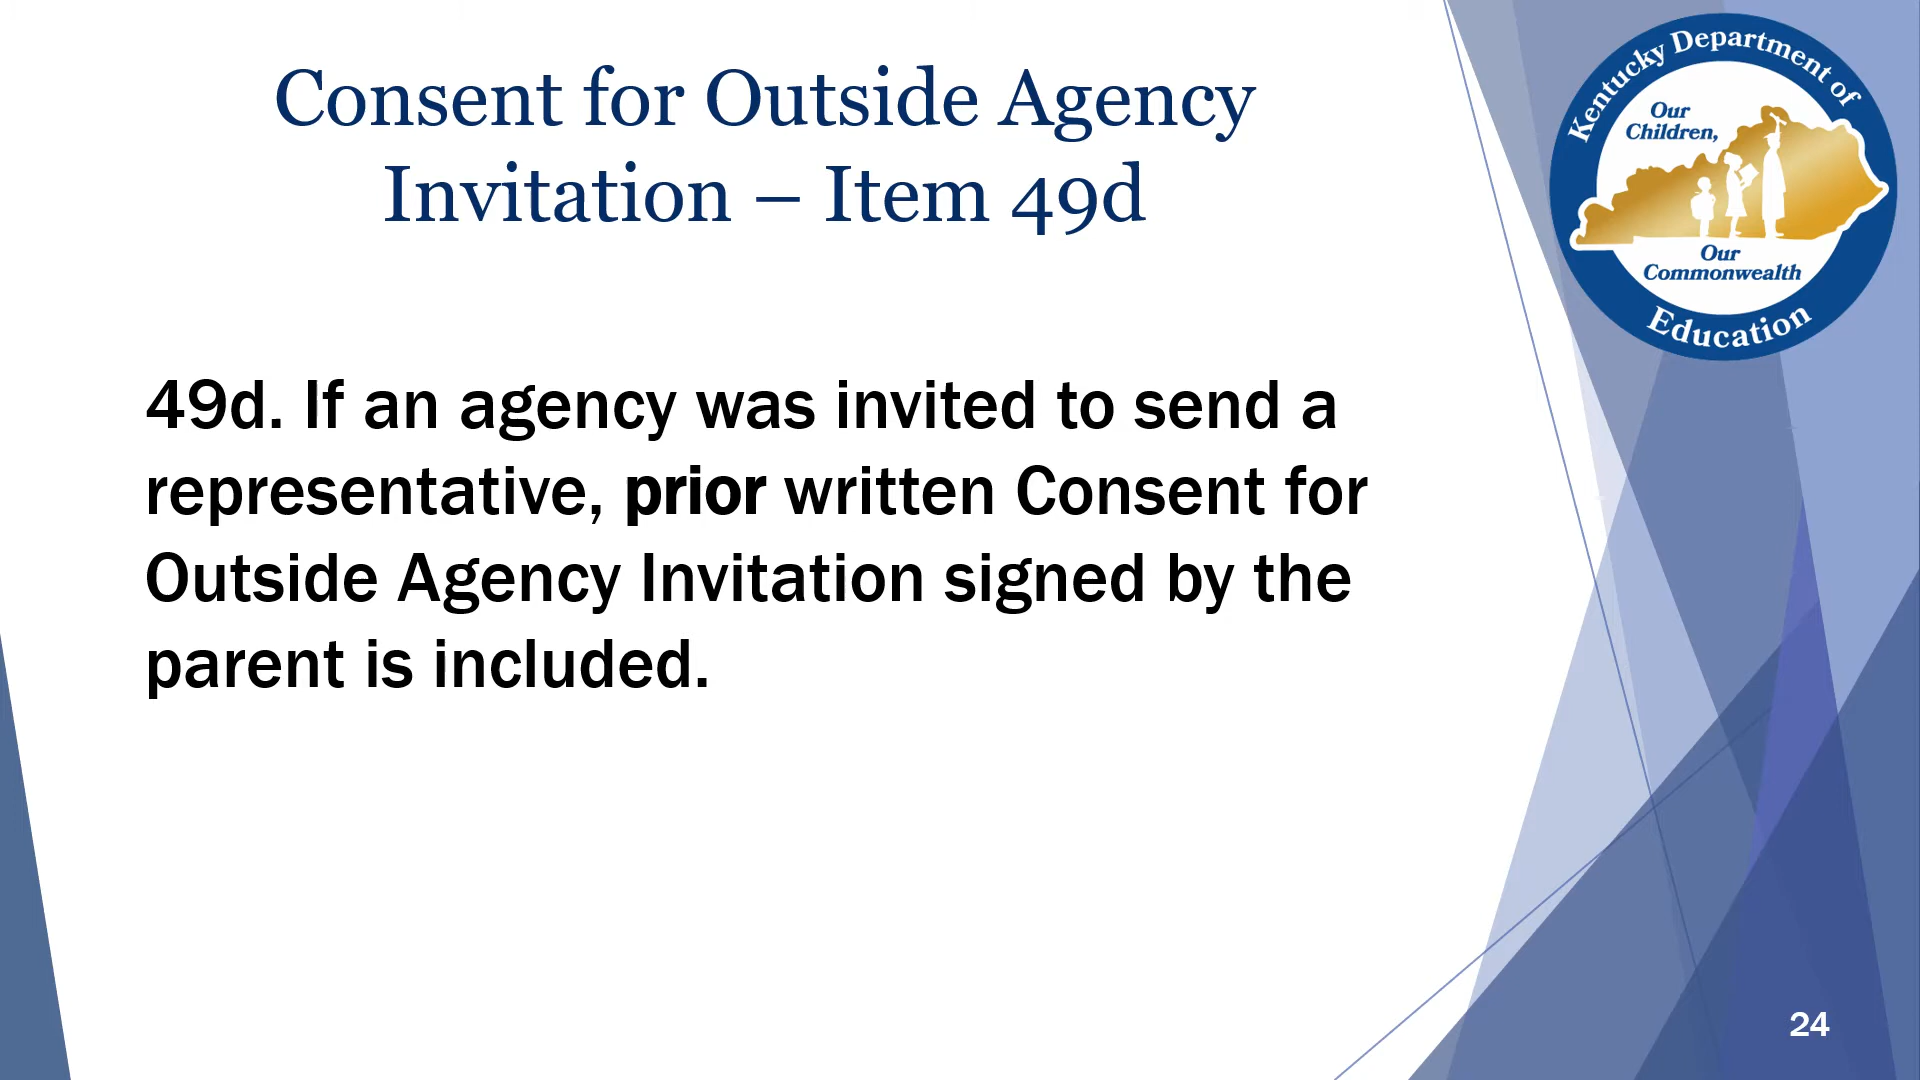 Consent for Outside Agency
Invitation – Item 49d
Kentucky Department of
Our
Children,
Our
Commonwealth
Education
49d. If an agency was invited to send a
representative, prior written Consent for
Outside Agency Invitation signed by the
parent is included.
24